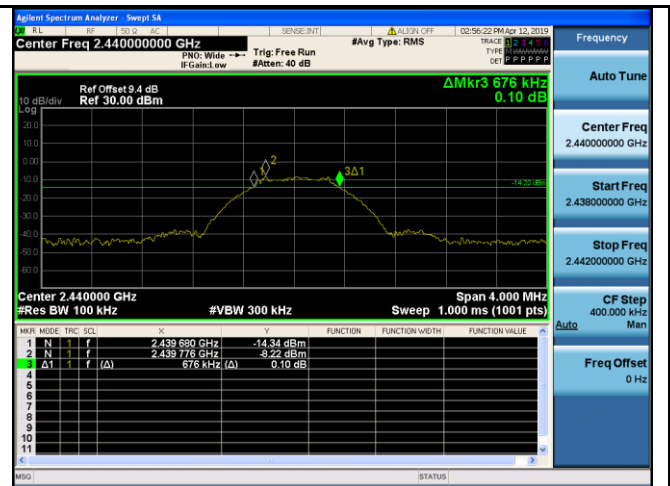 Agilent Spectrum Analyzer - Swept SA
RL RF 50 Ω AC SENSE:INT ALIGN OFF 02:56:22 PM Apr 12, 2019
Center Freq 2.440000000 GHz
PNO: Wide
IFGain:Low
Trig: Free Run
#Atten: 40 dB
#Avg Type: RMS
TRACE 1 2 3 4 5 6
TYPE M WWWWW
DET P P P P P P
Frequency
ΔMkr3 676 kHz
0.10 dB
Ref Offset 9.4 dB
Ref 30.00 dBm
10 dB/div
Log
20.0
10.0
0.00
-10.0
-20.0
-30.0
-40.0
-50.0
-60.0
1
2
3Δ1
-14.22 dBm
Center 2.440000 GHz
Span 4.000 MHz
#Res BW 100 kHz
#VBW 300 kHz
Sweep 1.000 ms (1001 pts)
MKR MODE TRC SCL X Y FUNCTION FUNCTION WIDTH FUNCTION VALUE
1 N 1 f 2.439 680 GHz -14.34 dBm
2 N 1 f 2.439 776 GHz -8.22 dBm
3 Δ1 1 f (Δ) 676 kHz (Δ) 0.10 dB
4
5
6
7
8
9
10
11
MSG STATUS
Auto Tune
Center Freq
2.440000000 GHz
Start Freq
2.438000000 GHz
Stop Freq
2.442000000 GHz
CF Step
400.000 kHz
Auto Man
Freq Offset
0 Hz